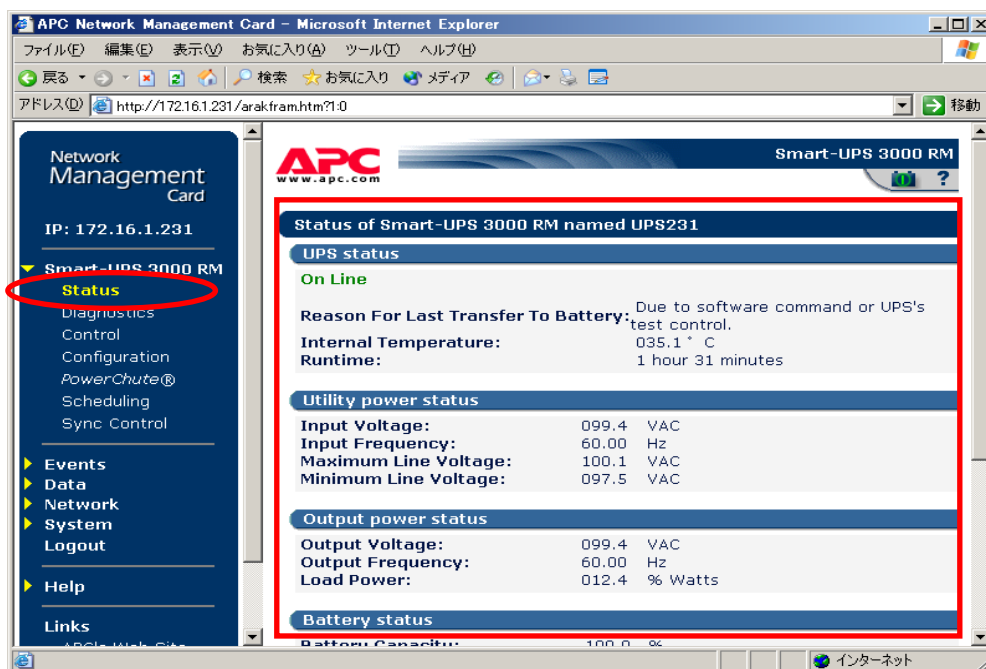 APC Network Management Card - Microsoft Internet Explorer
ファイル(F) 編集(E) 表示(V) お気に入り(A) ツール(T) ヘルプ(H)
戻る 検索 お気に入り メディア
アドレス(D) http://172.16.1.231/arakfram.htm?1:0 移動
Network
Management
Card
IP: 172.16.1.231
Smart-UPS 3000 RM
Status
Diagnostics
Control
Configuration
PowerChute®
Scheduling
Sync Control
Events
Data
Network
System
Logout
Help
Links
APC's Web Site
APC
www.apc.com
Smart-UPS 3000 RM
?
Status of Smart-UPS 3000 RM named UPS231
UPS status
On Line
Reason For Last Transfer To Battery: Due to software command or UPS's
test control.
Internal Temperature: 035.1° C
Runtime: 1 hour 31 minutes
Utility power status
Input Voltage: 099.4 VAC
Input Frequency: 60.00 Hz
Maximum Line Voltage: 100.1 VAC
Minimum Line Voltage: 097.5 VAC
Output power status
Output Voltage: 099.4 VAC
Output Frequency: 60.00 Hz
Load Power: 012.4 % Watts
Battery status
Battery Capacity: 100.0 %
インターネット